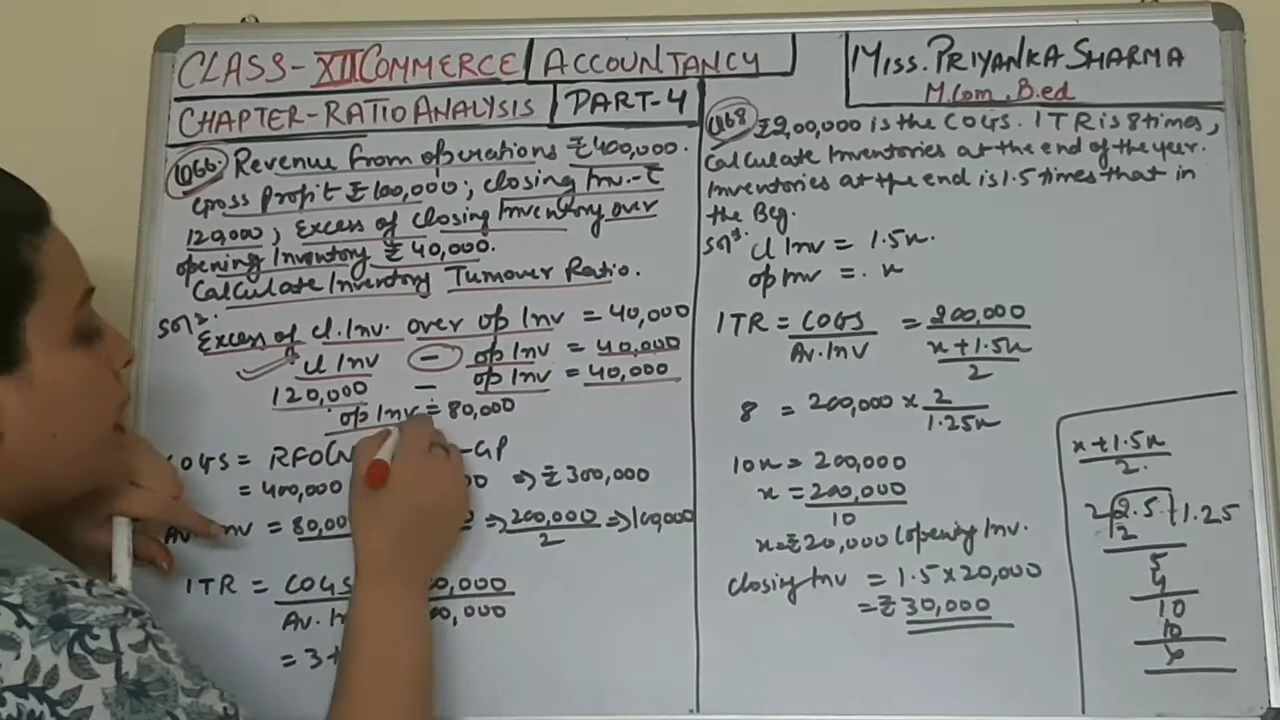 CLASS-XII COMMERCE ACCOUNTANCY
CHAPTER-RATIO ANALYSIS PART-4
MISS. PRIYANKA SHARMA
M.Com, B.ed
Q66. Revenue from operations ₹400,000.
Gross Profit ₹100,000; closing Inv.-₹
120,000; Excess of closing Inventory over
opening Inventory ₹40,000.
Calculate Inventory Turnover Ratio.
Excess of cl. Inv. over op Inv = 40,000
cl Inv - op Inv = 40,000
120,000 - op Inv = 40,000
op Inv = 80,000
COGS = RFO -GP
= 400,000 ⇒ ₹300,000
Av. Inv = 80,00 ⇒ 200,000/2 ⇒ 100,000
ITR = COGS
Av. In
= 3
Q68 ₹200,000 is the COGS. ITR is 8 times,
Calculate Inventories at the end of the year.
Inventories at the end is 1.5 times that in
the Beg.
cl Inv = 1.5x.
op Inv = x
ITR = COGS/Av. Inv = 200,000/(x+1.5x)/2
8 = 200,000 × 2/1.25x
10x = 200,000
x = 200,000/10
x = ₹20,000 (opening Inv.
closing Inv = 1.5 × 20,000
= ₹30,000
x+1.5x
2.
2 2.5 1.25
2
5
4
10
10
x